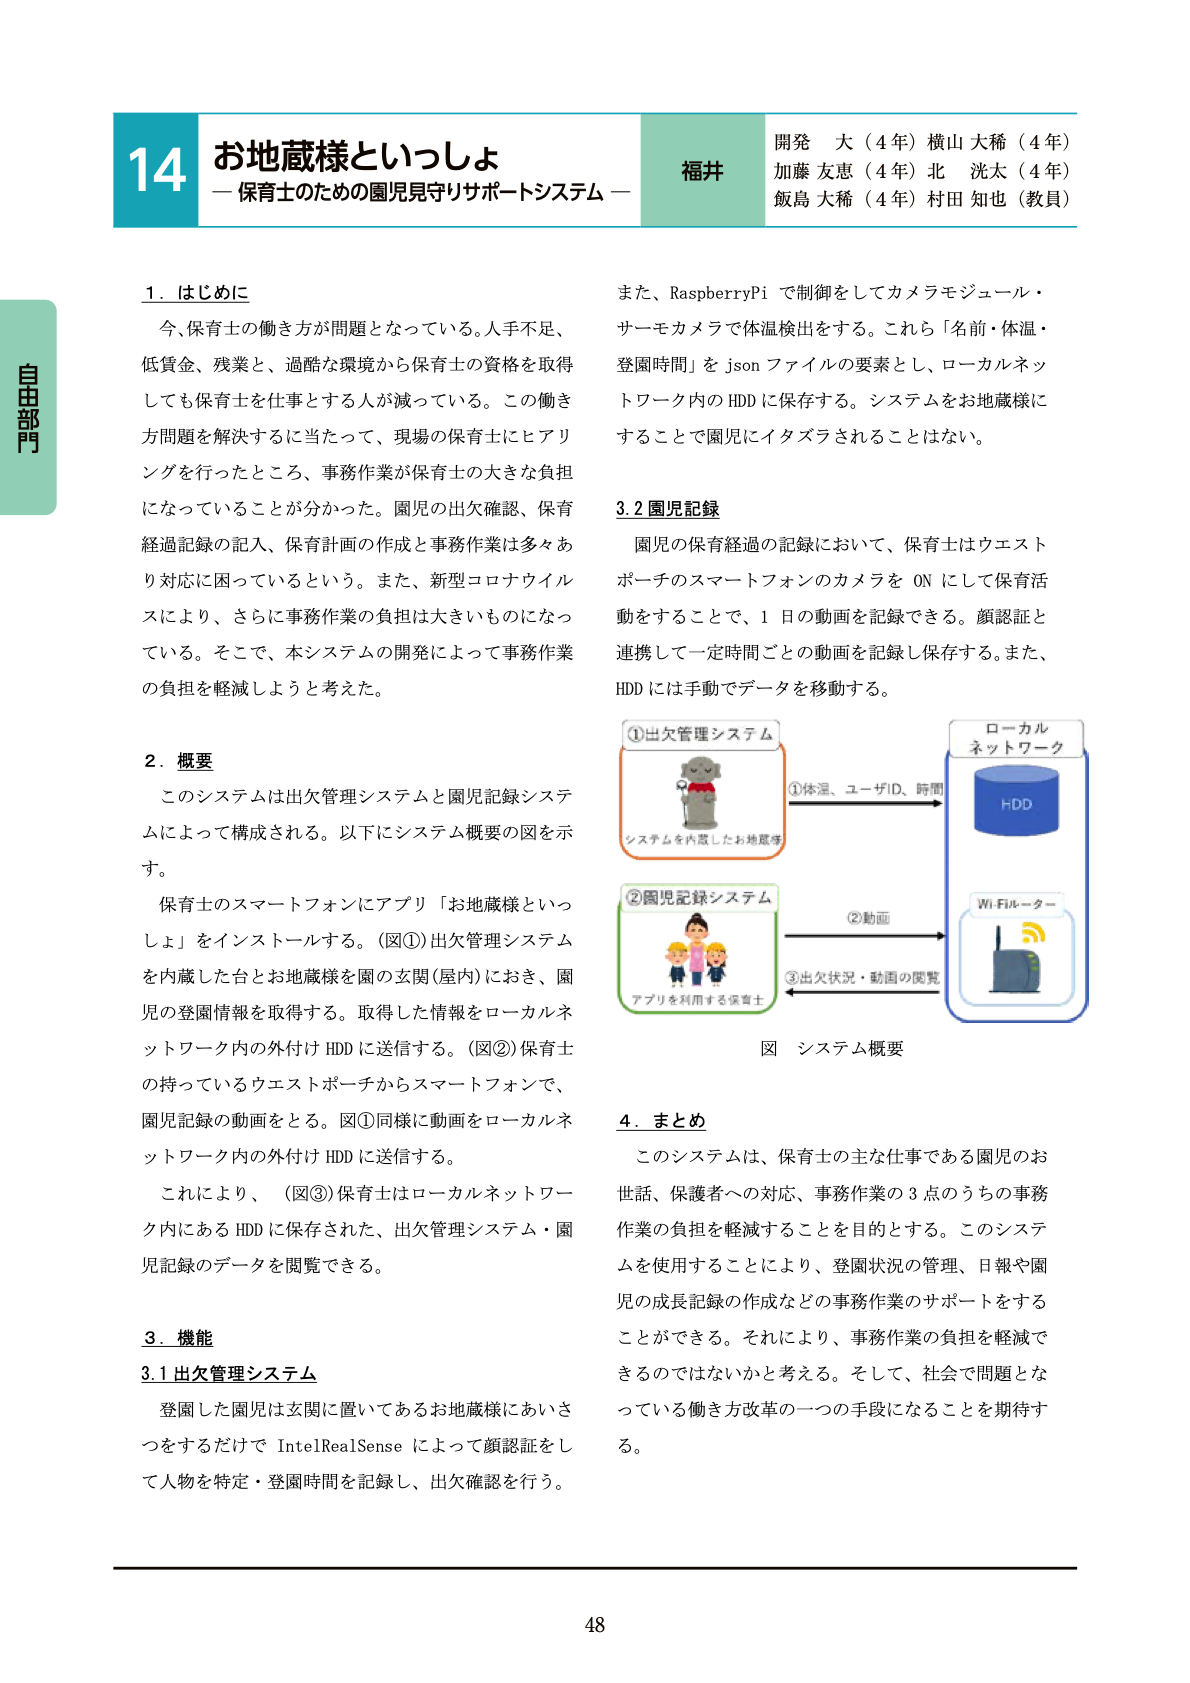 14
お地蔵様といっしょ
― 保育士のための園児見守りサポートシステム ―
福井
開発　大（４年）横山 大稀（４年）
加藤 友恵（４年）北　洸太（４年）
飯島 大稀（４年）村田 知也（教員）
自由部門
１．はじめに
今、保育士の働き方が問題となっている。人手不足、
低賃金、残業と、過酷な環境から保育士の資格を取得
しても保育士を仕事とする人が減っている。この働き
方問題を解決するに当たって、現場の保育士にヒアリ
ングを行ったところ、事務作業が保育士の大きな負担
になっていることが分かった。園児の出欠確認、保育
経過記録の記入、保育計画の作成と事務作業は多々あ
り対応に困っているという。また、新型コロナウイル
スにより、さらに事務作業の負担は大きいものになっ
ている。そこで、本システムの開発によって事務作業
の負担を軽減しようと考えた。
２．概要
このシステムは出欠管理システムと園児記録システ
ムによって構成される。以下にシステム概要の図を示
す。
保育士のスマートフォンにアプリ「お地蔵様といっ
しょ」をインストールする。(図①)出欠管理システム
を内蔵した台とお地蔵様を園の玄関(屋内)におき、園
児の登園情報を取得する。取得した情報をローカルネ
ットワーク内の外付け HDD に送信する。(図②)保育士
の持っているウエストポーチからスマートフォンで、
園児記録の動画をとる。図①同様に動画をローカルネ
ットワーク内の外付け HDD に送信する。
これにより、（図③)保育士はローカルネットワー
ク内にある HDD に保存された、出欠管理システム・園
児記録のデータを閲覧できる。
３．機能
3.1 出欠管理システム
登園した園児は玄関に置いてあるお地蔵様にあいさ
つをするだけで IntelRealSense によって顔認証をし
て人物を特定・登園時間を記録し、出欠確認を行う。
また、RaspberryPi で制御をしてカメラモジュール・
サーモカメラで体温検出をする。これら「名前・体温・
登園時間」を json ファイルの要素とし、ローカルネッ
トワーク内の HDD に保存する。システムをお地蔵様に
することで園児にイタズラされることはない。
3.2 園児記録
園児の保育経過の記録において、保育士はウエスト
ポーチのスマートフォンのカメラを ON にして保育活
動をすることで、1 日の動画を記録できる。顔認証と
連携して一定時間ごとの動画を記録し保存する。また、
HDD には手動でデータを移動する。
①出欠管理システム
システムを内蔵したお地蔵様
①体温、ユーザID、時間
ローカル
ネットワーク
HDD
②園児記録システム
アプリを利用する保育士
②動画
③出欠状況・動画の閲覧
Wi-Fiルーター
図　システム概要
４．まとめ
このシステムは、保育士の主な仕事である園児のお
世話、保護者への対応、事務作業の 3 点のうちの事務
作業の負担を軽減することを目的とする。このシステ
ムを使用することにより、登園状況の管理、日報や園
児の成長記録の作成などの事務作業のサポートをする
ことができる。それにより、事務作業の負担を軽減で
きるのではないかと考える。そして、社会で問題とな
っている働き方改革の一つの手段になることを期待す
る。
48